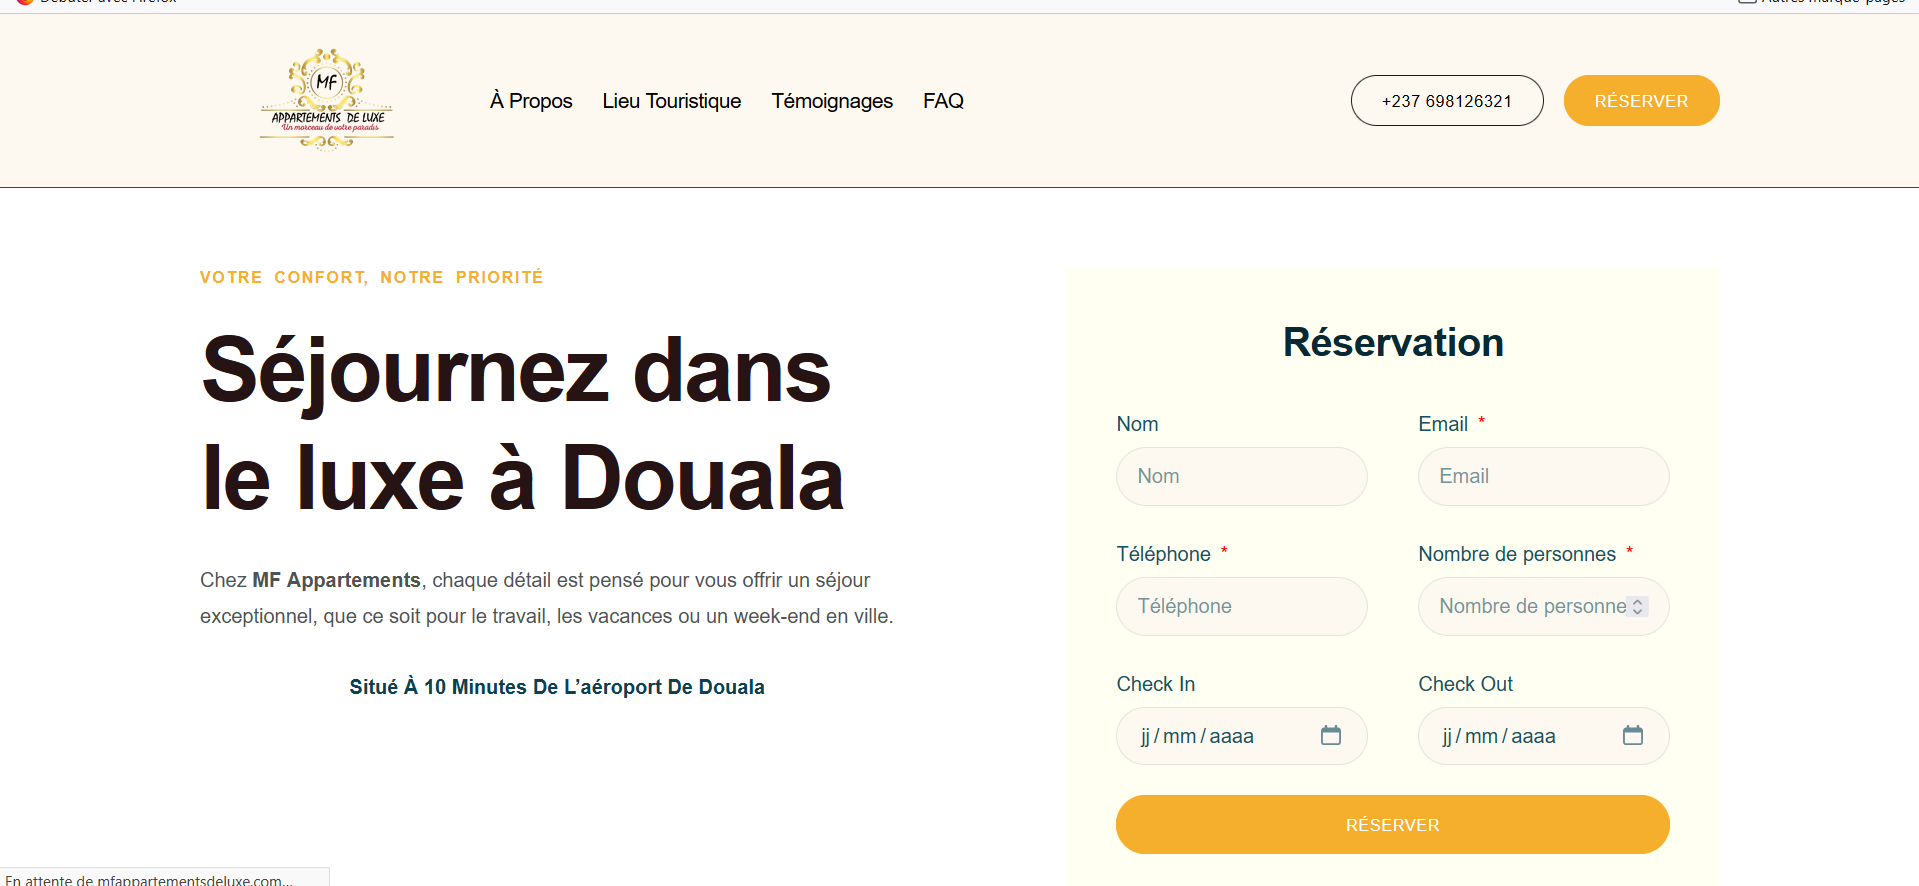 Débuter avec Firefox
Autres marque-pages
MF
APPARTEMENTS DE LUXE
Un morceau de votre paradis
À Propos
Lieu Touristique
Témoignages
FAQ
+237 698126321
RÉSERVER
VOTRE CONFORT, NOTRE PRIORITÉ
Séjournez dans
le luxe à Douala
Chez MF Appartements, chaque détail est pensé pour vous offrir un séjour
exceptionnel, que ce soit pour le travail, les vacances ou un week-end en ville.
Situé À 10 Minutes De L’aéroport De Douala
Réservation
Nom
Email *
Nom
Email
Téléphone *
Nombre de personnes *
Téléphone
Nombre de personne
Check In
Check Out
jj/mm/aaaa
jj/mm/aaaa
RÉSERVER
En attente de mfappartementsdeluxe.com...